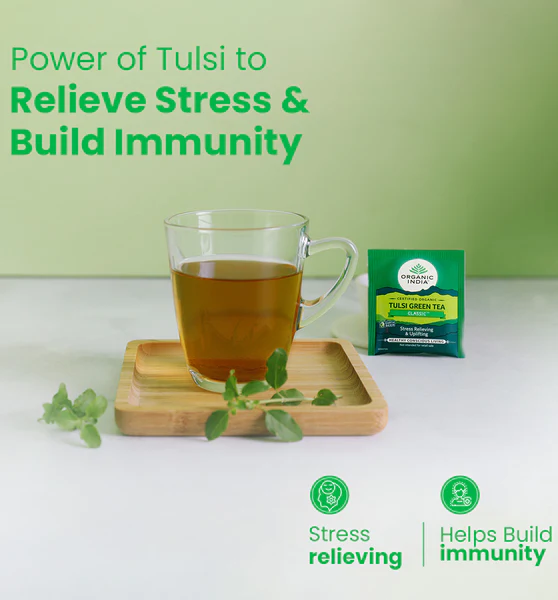 Power of Tulsi to
Relieve Stress &
Build Immunity
ORGANIC
INDIA
CERTIFIED ORGANIC
TULSI GREEN TEA
CLASSIC
Stress Relieving
& Uplifting
HEALTHY CONSCIOUS LIVING
Stress
relieving
Helps Build
immunity